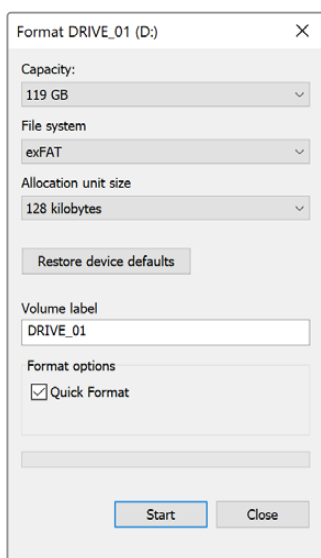 Format DRIVE_01 (D:)
Capacity:
119 GB
File system
exFAT
Allocation unit size
128 kilobytes
Restore device defaults
Volume label
DRIVE_01
Format options
Quick Format
Start Close